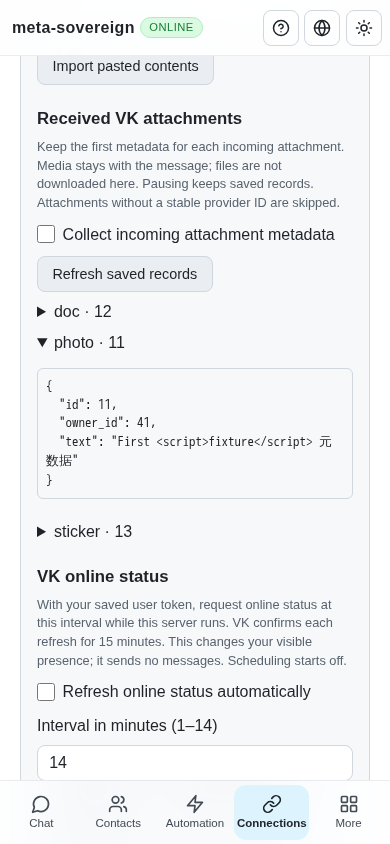 meta-sovereign ONLINE
Import pasted contents
Received VK attachments
Keep the first metadata for each incoming attachment.
Media stays with the message; files are not
downloaded here. Pausing keeps saved records.
Attachments without a stable provider ID are skipped.
Collect incoming attachment metadata
Refresh saved records
doc · 12
photo · 11
{
  "id": 11,
  "owner_id": 41,
  "text": "First <script>fixture</script> 元
数据"
}
sticker · 13
VK online status
With your saved user token, request online status at
this interval while this server runs. VK confirms each
refresh for 15 minutes. This changes your visible
presence; it sends no messages. Scheduling starts off.
Refresh online status automatically
Interval in minutes (1–14)
14
Chat Contacts Automation Connections More